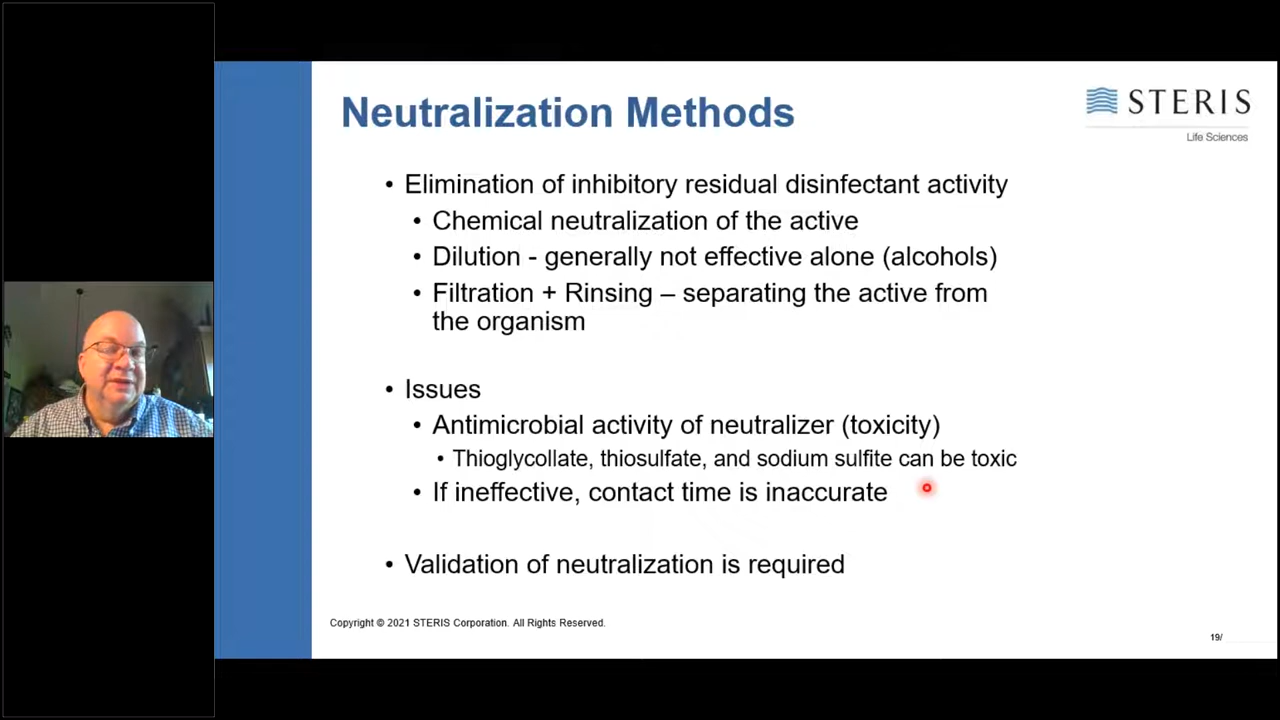 Neutralization Methods
STERIS
Life Sciences
• Elimination of inhibitory residual disinfectant activity
• Chemical neutralization of the active
• Dilution - generally not effective alone (alcohols)
• Filtration + Rinsing – separating the active from
the organism
• Issues
• Antimicrobial activity of neutralizer (toxicity)
• Thioglycollate, thiosulfate, and sodium sulfite can be toxic
• If ineffective, contact time is inaccurate
• Validation of neutralization is required
Copyright © 2021 STERIS Corporation. All Rights Reserved.
19/